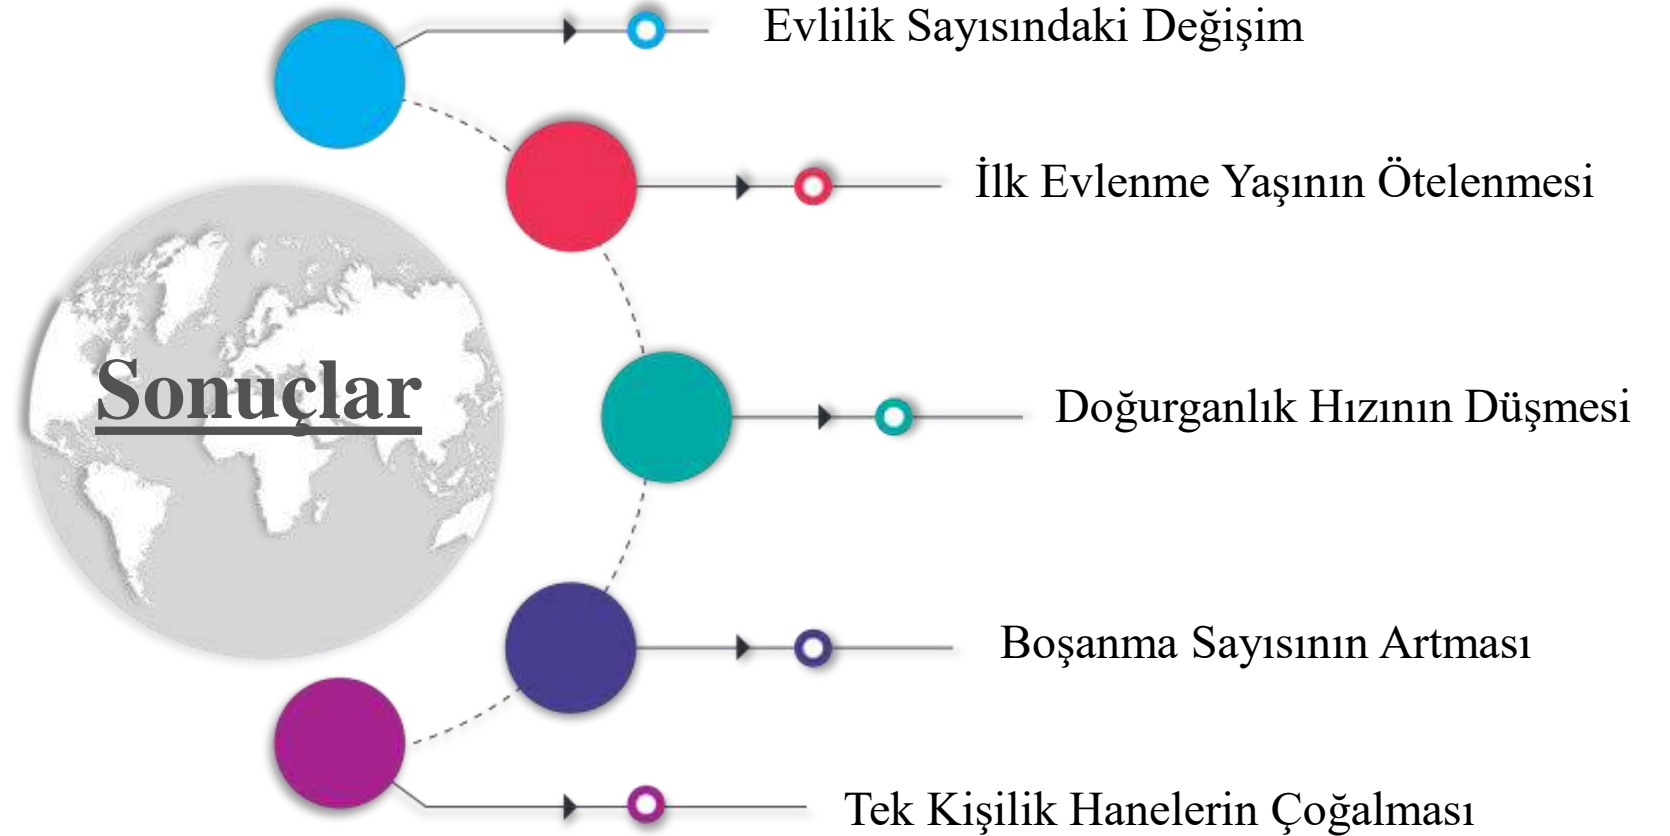 Evlilik Sayısındaki Değişim
İlk Evlenme Yaşının Ötelenmesi
Sonuçlar
Doğurganlık Hızının Düşmesi
Boşanma Sayısının Artması
Tek Kişilik Hanelerin Çoğalması